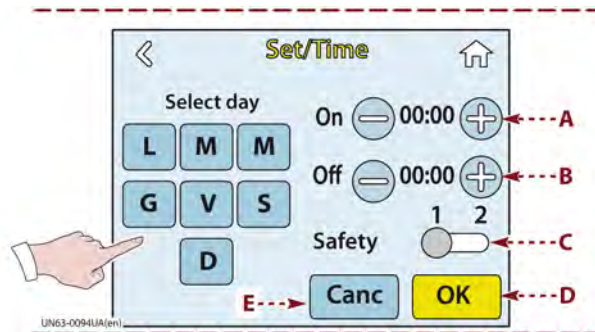 Set/Time
Select day
On 00:00 A
L M M
Off 00:00 B
G V S
1 2
Safety C
D
E Canc OK D
UN63-0094UA(en)